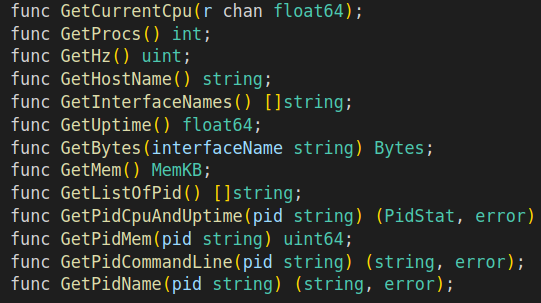 func GetCurrentCpu(r chan float64);
func GetProcs() int;
func GetHz() uint;
func GetHostName() string;
func GetInterfaceNames() []string;
func GetUptime() float64;
func GetBytes(interfaceName string) Bytes;
func GetMem() MemKB;
func GetListOfPid() []string;
func GetPidCpuAndUptime(pid string) (PidStat, error)
func GetPidMem(pid string) uint64;
func GetPidCommandLine(pid string) (string, error);
func GetPidName(pid string) (string, error);